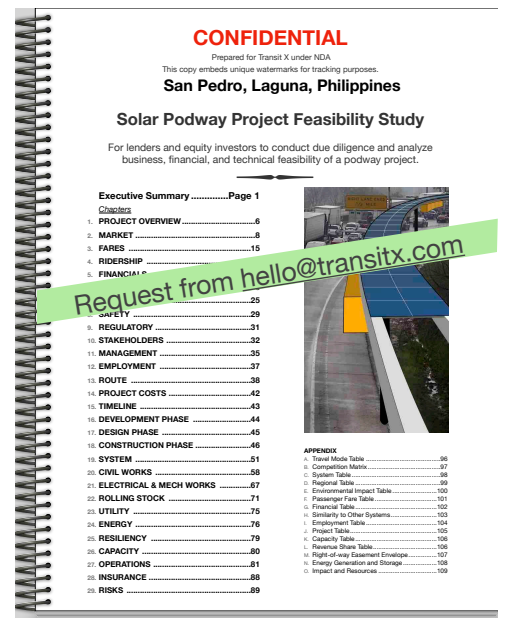 CONFIDENTIAL
Prepared for Transit X under NDA
This copy embeds unique watermarks for tracking purposes.
San Pedro, Laguna, Philippines
Solar Podway Project Feasibility Study
For lenders and equity investors to conduct due diligence and analyze
business, financial, and technical feasibility of a podway project.
Executive Summary ..............Page 1
Chapters
1. PROJECT OVERVIEW ...................................6
2. MARKET .....................................................8
3. FARES .....................................................15
4. RIDERSHIP
5. FINANCIALS
Request from hello@transitx.com
25
8. SAFETY .....................................................29
9. REGULATORY ............................................31
10. STAKEHOLDERS ........................................32
11. MANAGEMENT ..........................................35
12. EMPLOYMENT ...........................................37
13. ROUTE .....................................................38
14. PROJECT COSTS .......................................42
15. TIMELINE ..................................................43
16. DEVELOPMENT PHASE ..............................44
17. DESIGN PHASE .........................................45
18. CONSTRUCTION PHASE .............................46
19. SYSTEM ....................................................51
20. CIVIL WORKS ............................................58
21. ELECTRICAL & MECH WORKS .....................67
22. ROLLING STOCK ........................................71
23. UTILITY .....................................................75
24. ENERGY ....................................................76
25. RESILIENCY ..............................................79
26. CAPACITY .................................................80
27. OPERATIONS .............................................81
28. INSURANCE ...............................................88
29. RISKS .......................................................89
APPENDIX
A. Travel Mode Table ......................................96
B. Competition Matrix ......................................97
C. System Table ..............................................98
D. Regional Table ............................................99
E. Environmental Impact Table ........................100
F. Passenger Fare Table .................................101
G. Financial Table ..........................................102
H. Similarity to Other Systems .........................103
I. Employment Table ......................................104
J. Project Table .............................................105
K. Capacity Table ...........................................106
L. Revenue Share Table ..................................106
M. Right-of-way Easement Envelope ................107
N. Energy Generation and Storage ...................108
O. Impact and Resources ................................109